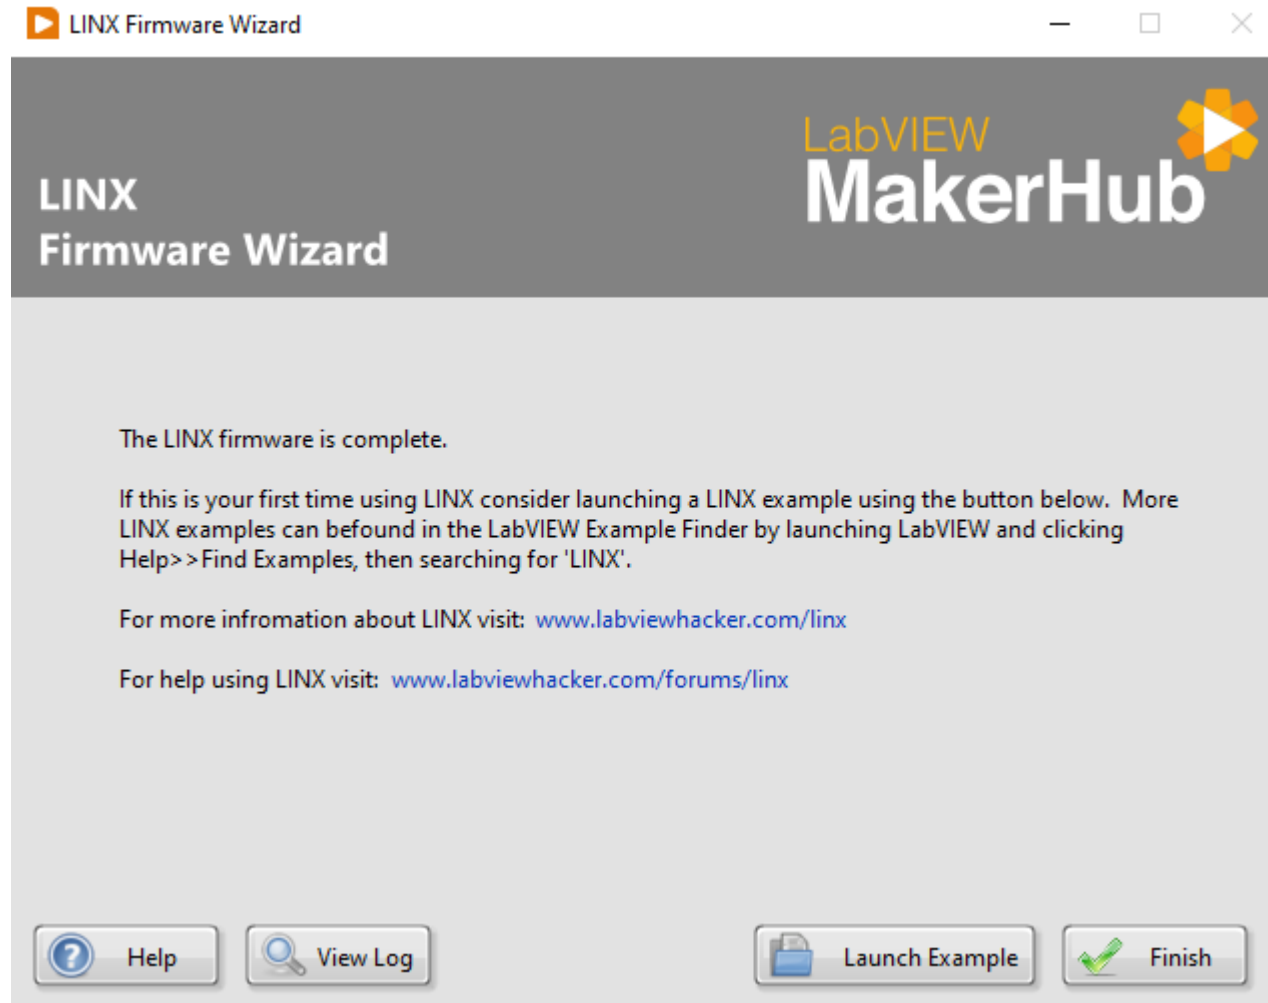 LINX Firmware Wizard
LabVIEW
MakerHub
LINX
Firmware Wizard
The LINX firmware is complete.
If this is your first time using LINX consider launching a LINX example using the button below.  More
LINX examples can befound in the LabVIEW Example Finder by launching LabVIEW and clicking
Help>>Find Examples, then searching for 'LINX'.
For more infromation about LINX visit:  www.labviewhacker.com/linx
For help using LINX visit:  www.labviewhacker.com/forums/linx
Help
View Log
Launch Example
Finish